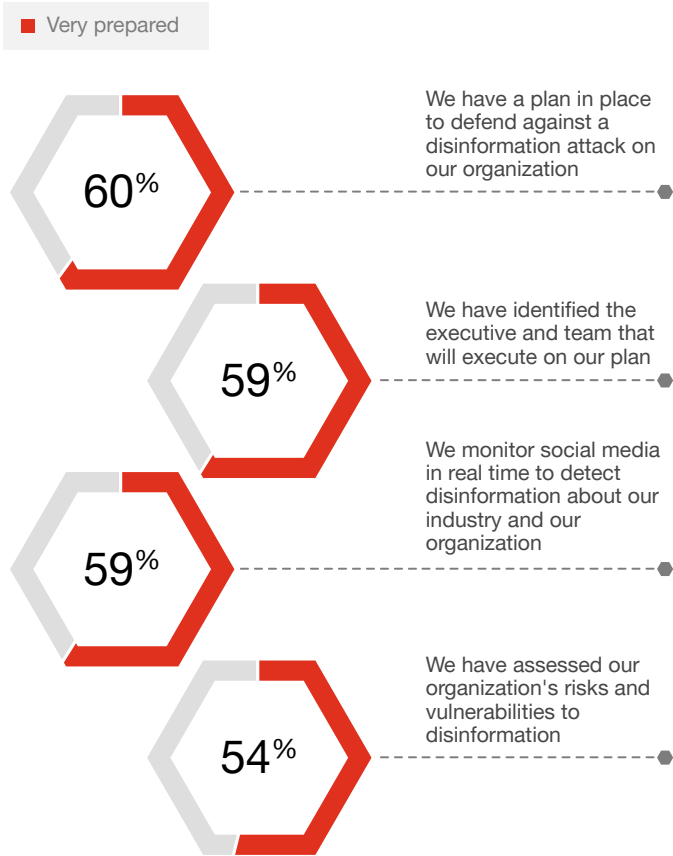 Very prepared
60%
We have a plan in place
to defend against a
disinformation attack on
our organization
59%
We have identified the
executive and team that
will execute on our plan
59%
We monitor social media
in real time to detect
disinformation about our
industry and our
organization
54%
We have assessed our
organization's risks and
vulnerabilities to
disinformation